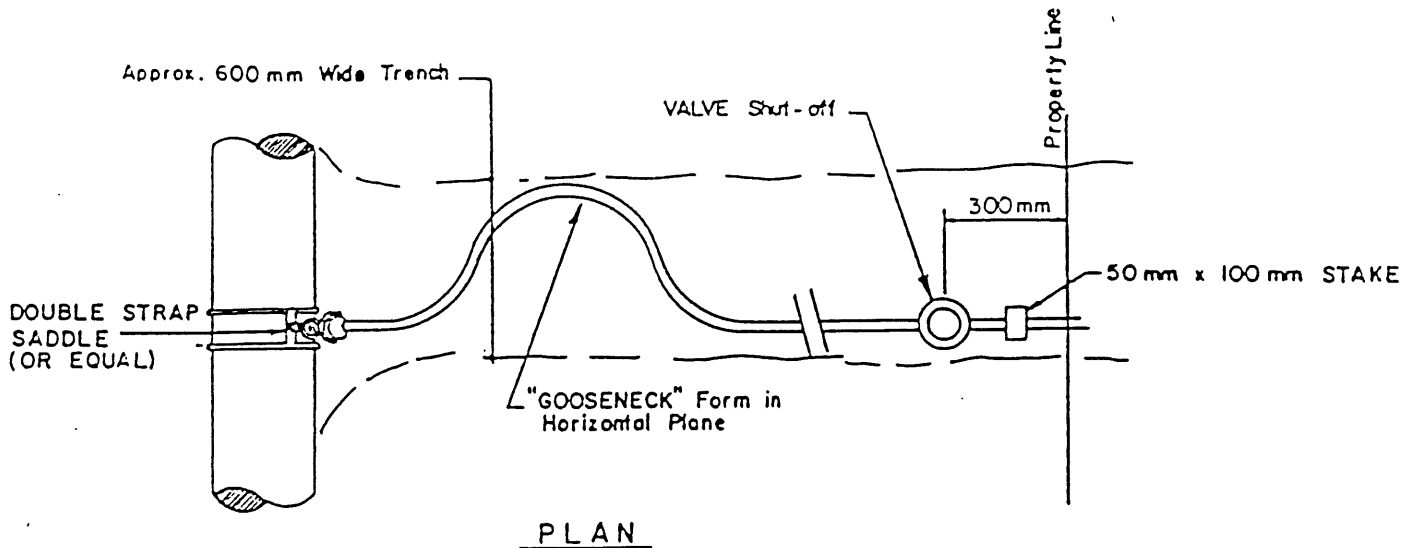 Approx. 600 mm Wide Trench
VALVE Shut-off
Property Line
300 mm
50 mm x 100 mm STAKE
DOUBLE STRAP
SADDLE
(OR EQUAL)
"GOOSENECK" Form in
Horizontal Plane
PLAN